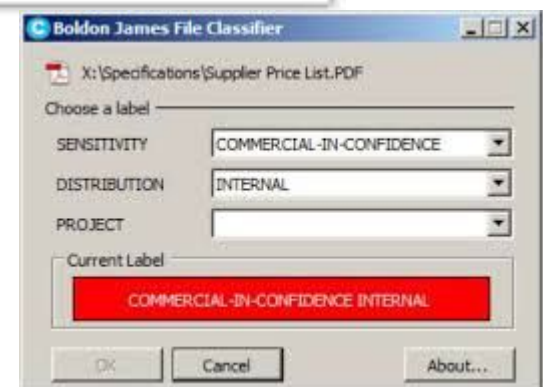 Boldon James File Classifier
X:\Specifications\Supplier Price List.PDF
Choose a label
SENSITIVITY COMMERCIAL-IN-CONFIDENCE
DISTRIBUTION INTERNAL
PROJECT
Current Label
COMMERCIAL-IN-CONFIDENCE INTERNAL
OK Cancel About...